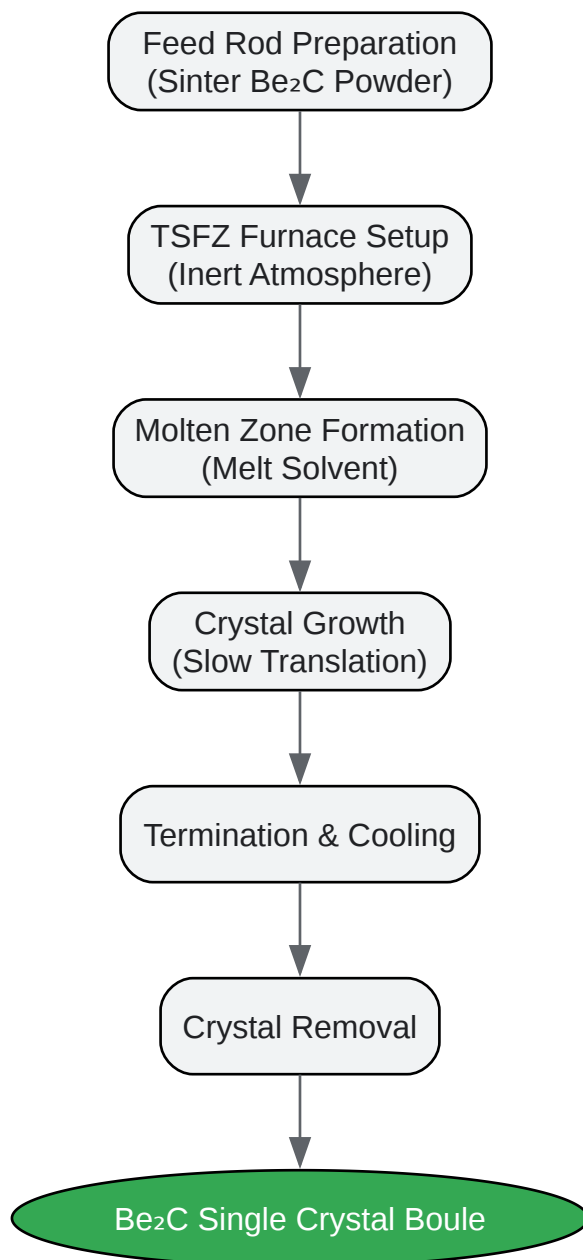 Feed Rod Preparation
(Sinter Be₂C Powder)
TSFZ Furnace Setup
(Inert Atmosphere)
Molten Zone Formation
(Melt Solvent)
Crystal Growth
(Slow Translation)
Termination & Cooling
Crystal Removal
Be₂C Single Crystal Boule